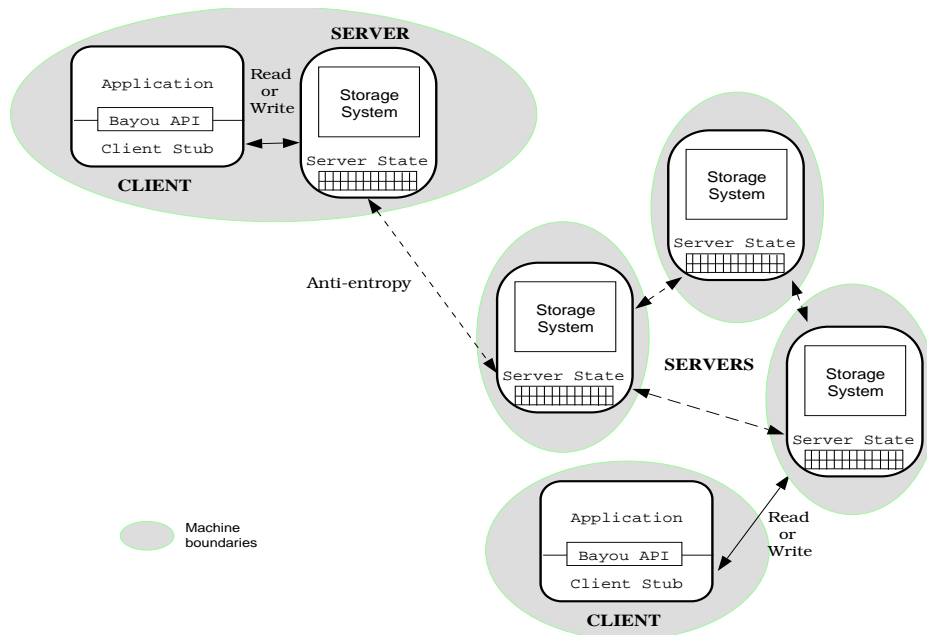 SERVER
Application
Bayou API
Client Stub
CLIENT
Read
or
Write
Storage
System
Server State
Anti-entropy
Storage
System
Server State
Storage
System
Server State
SERVERS
Storage
System
Server State
Machine
boundaries
Application
Bayou API
Client Stub
CLIENT
Read
or
Write